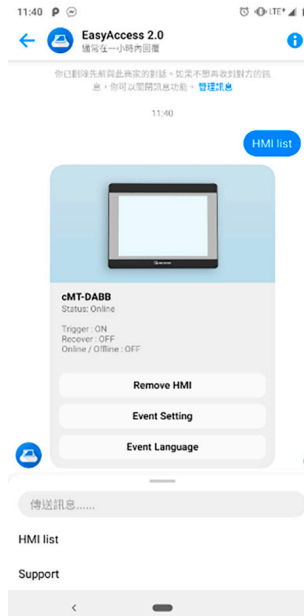 11:40
LTE
EasyAccess 2.0
通常在一小時內回覆
你已刪除先前與此商家的對話。如果不想再收到對方的訊
息，你可以關閉訊息功能。管理訊息
11:40
HMI list
cMT-DABB
Status: Online
Trigger : ON
Recover : OFF
Online / Offline : OFF
Remove HMI
Event Setting
Event Language
傳送訊息......
HMI list
Support